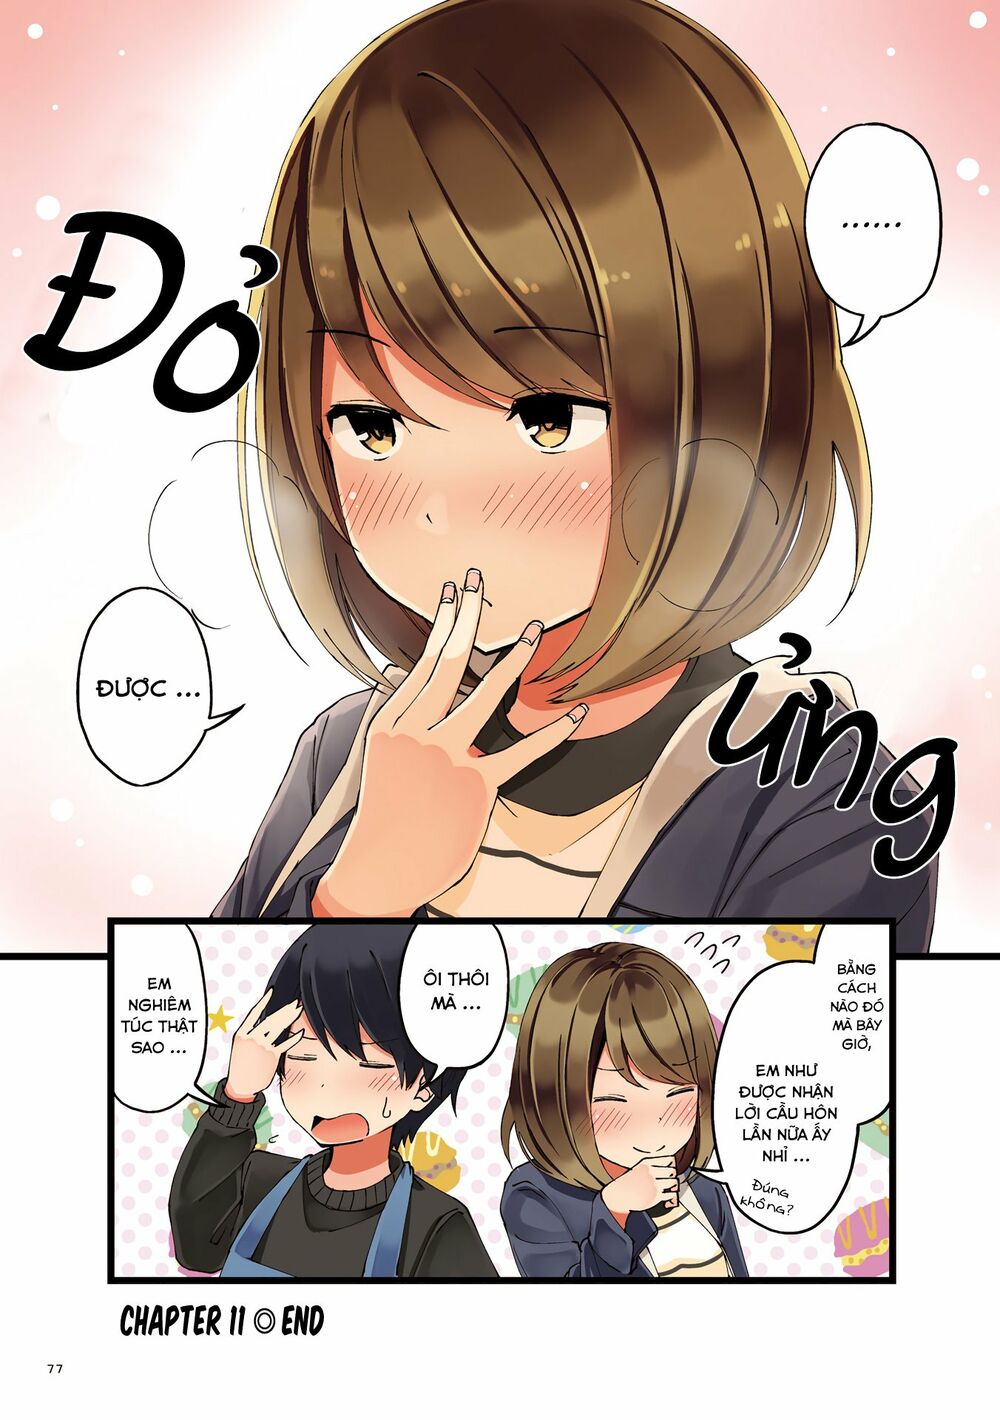 ......
ĐỎ
ỬNG
ĐƯỢC ...
BẰNG
CÁCH
NÀO ĐÓ
MÀ BÂY
GIỜ,
EM NHƯ
ĐƯỢC NHẬN
LỜI CẦU HÔN
LẦN NỮA ẤY
NHỈ ...
Đúng
không?
ÔI THÔI
MÀ ...
EM
NGHIÊM
TÚC THẬT
SAO ...
CHAPTER 11 ◎ END
77